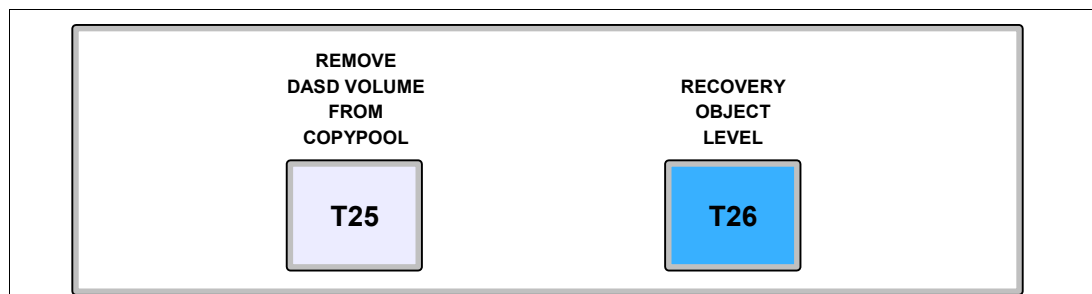 REMOVE
DASD VOLUME
FROM
COPYPOOL
T25
RECOVERY
OBJECT
LEVEL
T26